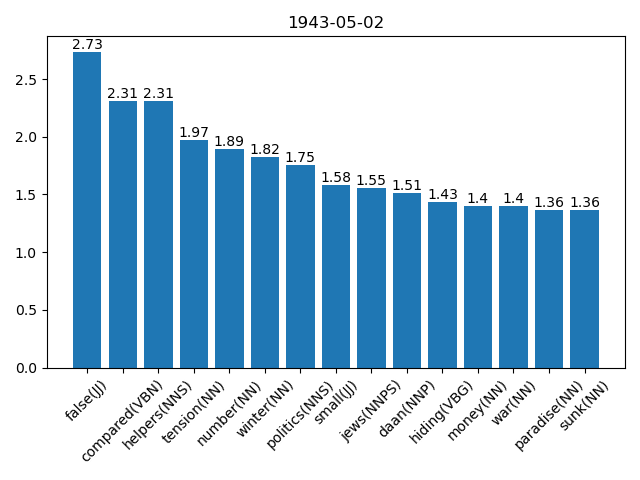 1943-05-02
2.73
2.31
2.31
1.97
1.89
1.82
1.75
1.58
1.55
1.51
1.43
1.4
1.4
1.36
1.36
2.5
2.0
1.5
1.0
0.5
0.0
false(JJ)
compared(VBN)
helpers(NNS)
tension(NN)
number(NN)
winter(NN)
politics(NNS)
small(JJ)
jews(NNPS)
daan(NNP)
hiding(VBG)
money(NN)
war(NN)
paradise(NN)
sunk(NN)